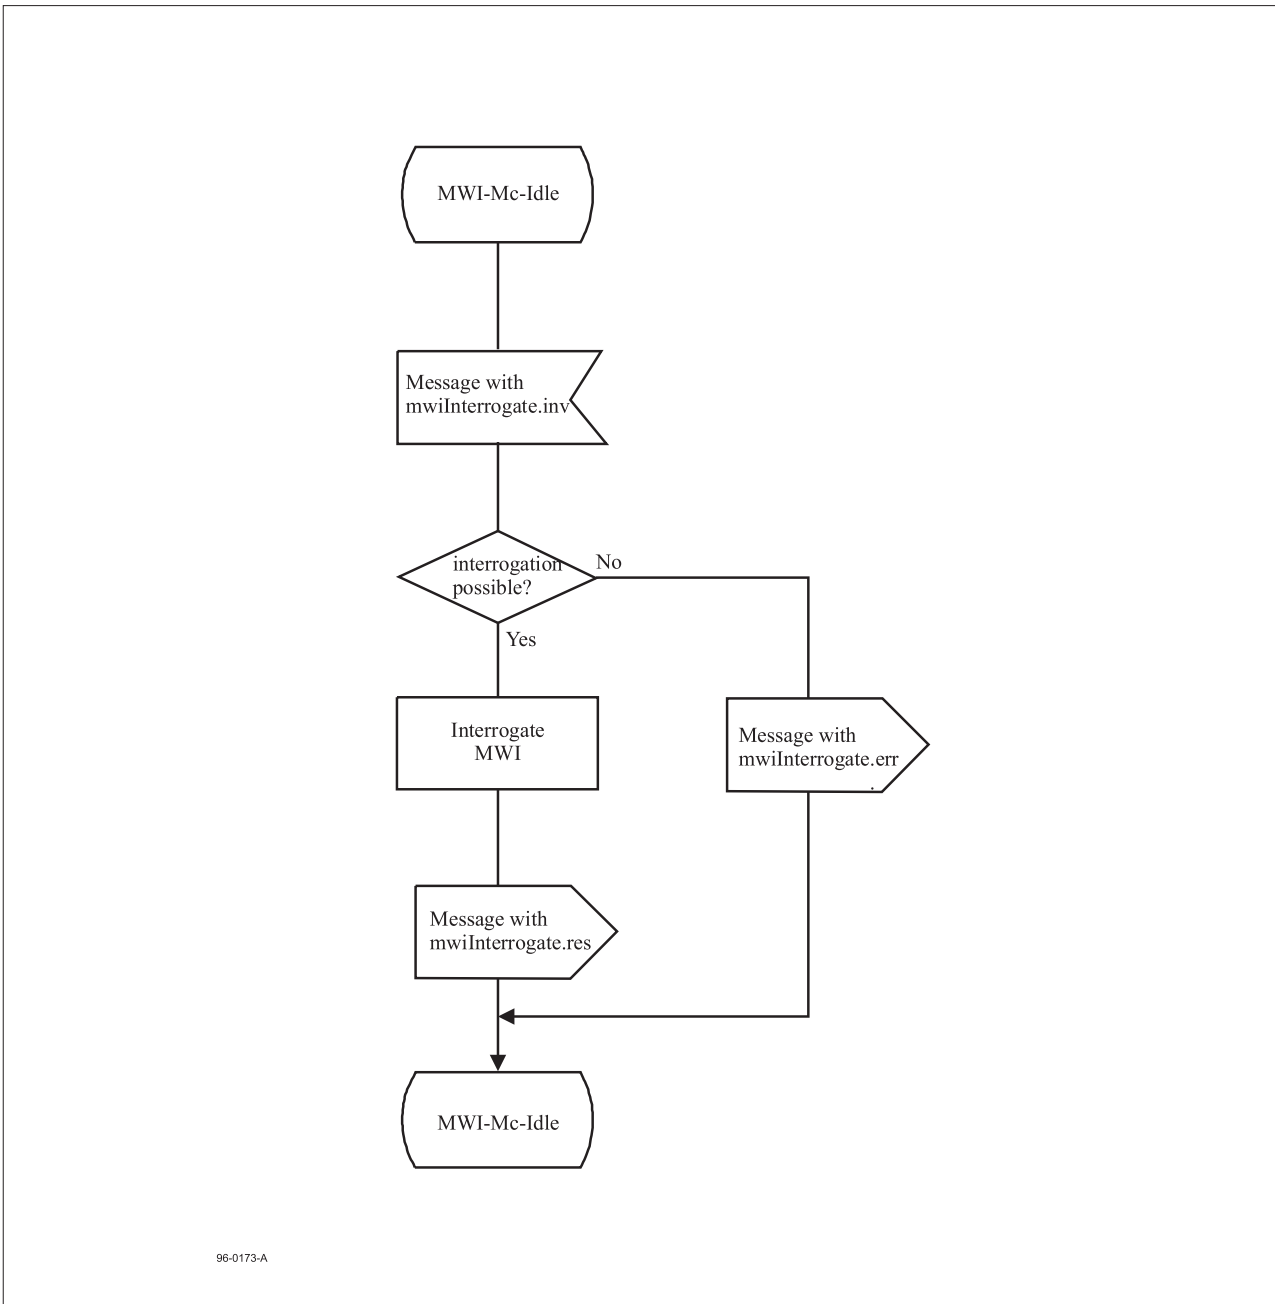 MWI-Mc-Idle
Message with
mwiInterrogate.inv
interrogation
possible?
No
Yes
Interrogate
MWI
Message with
mwiInterrogate.err
Message with
mwiInterrogate.res
MWI-Mc-Idle
96-0173-A